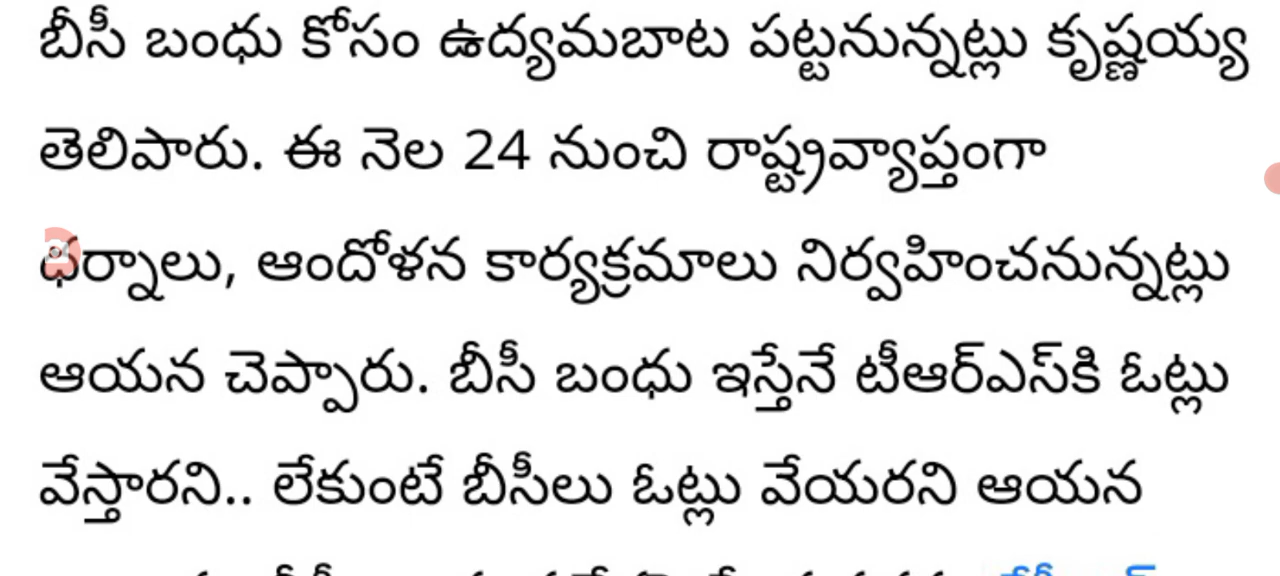 బీసీ బంధు కోసం ఉద్యమబాట పట్టనున్నట్లు కృష్ణయ్య
తెలిపారు. ఈ నెల 24 నుంచి రాష్ట్రవ్యాప్తంగా
ధర్నాలు, ఆందోళన కార్యక్రమాలు నిర్వహించనున్నట్లు
ఆయన చెప్పారు. బీసీ బంధు ఇస్తేనే టీఆర్ఎస్‌కి ఓట్లు
వేస్తారని.. లేకుంటే బీసీలు ఓట్లు వేయరని ఆయన